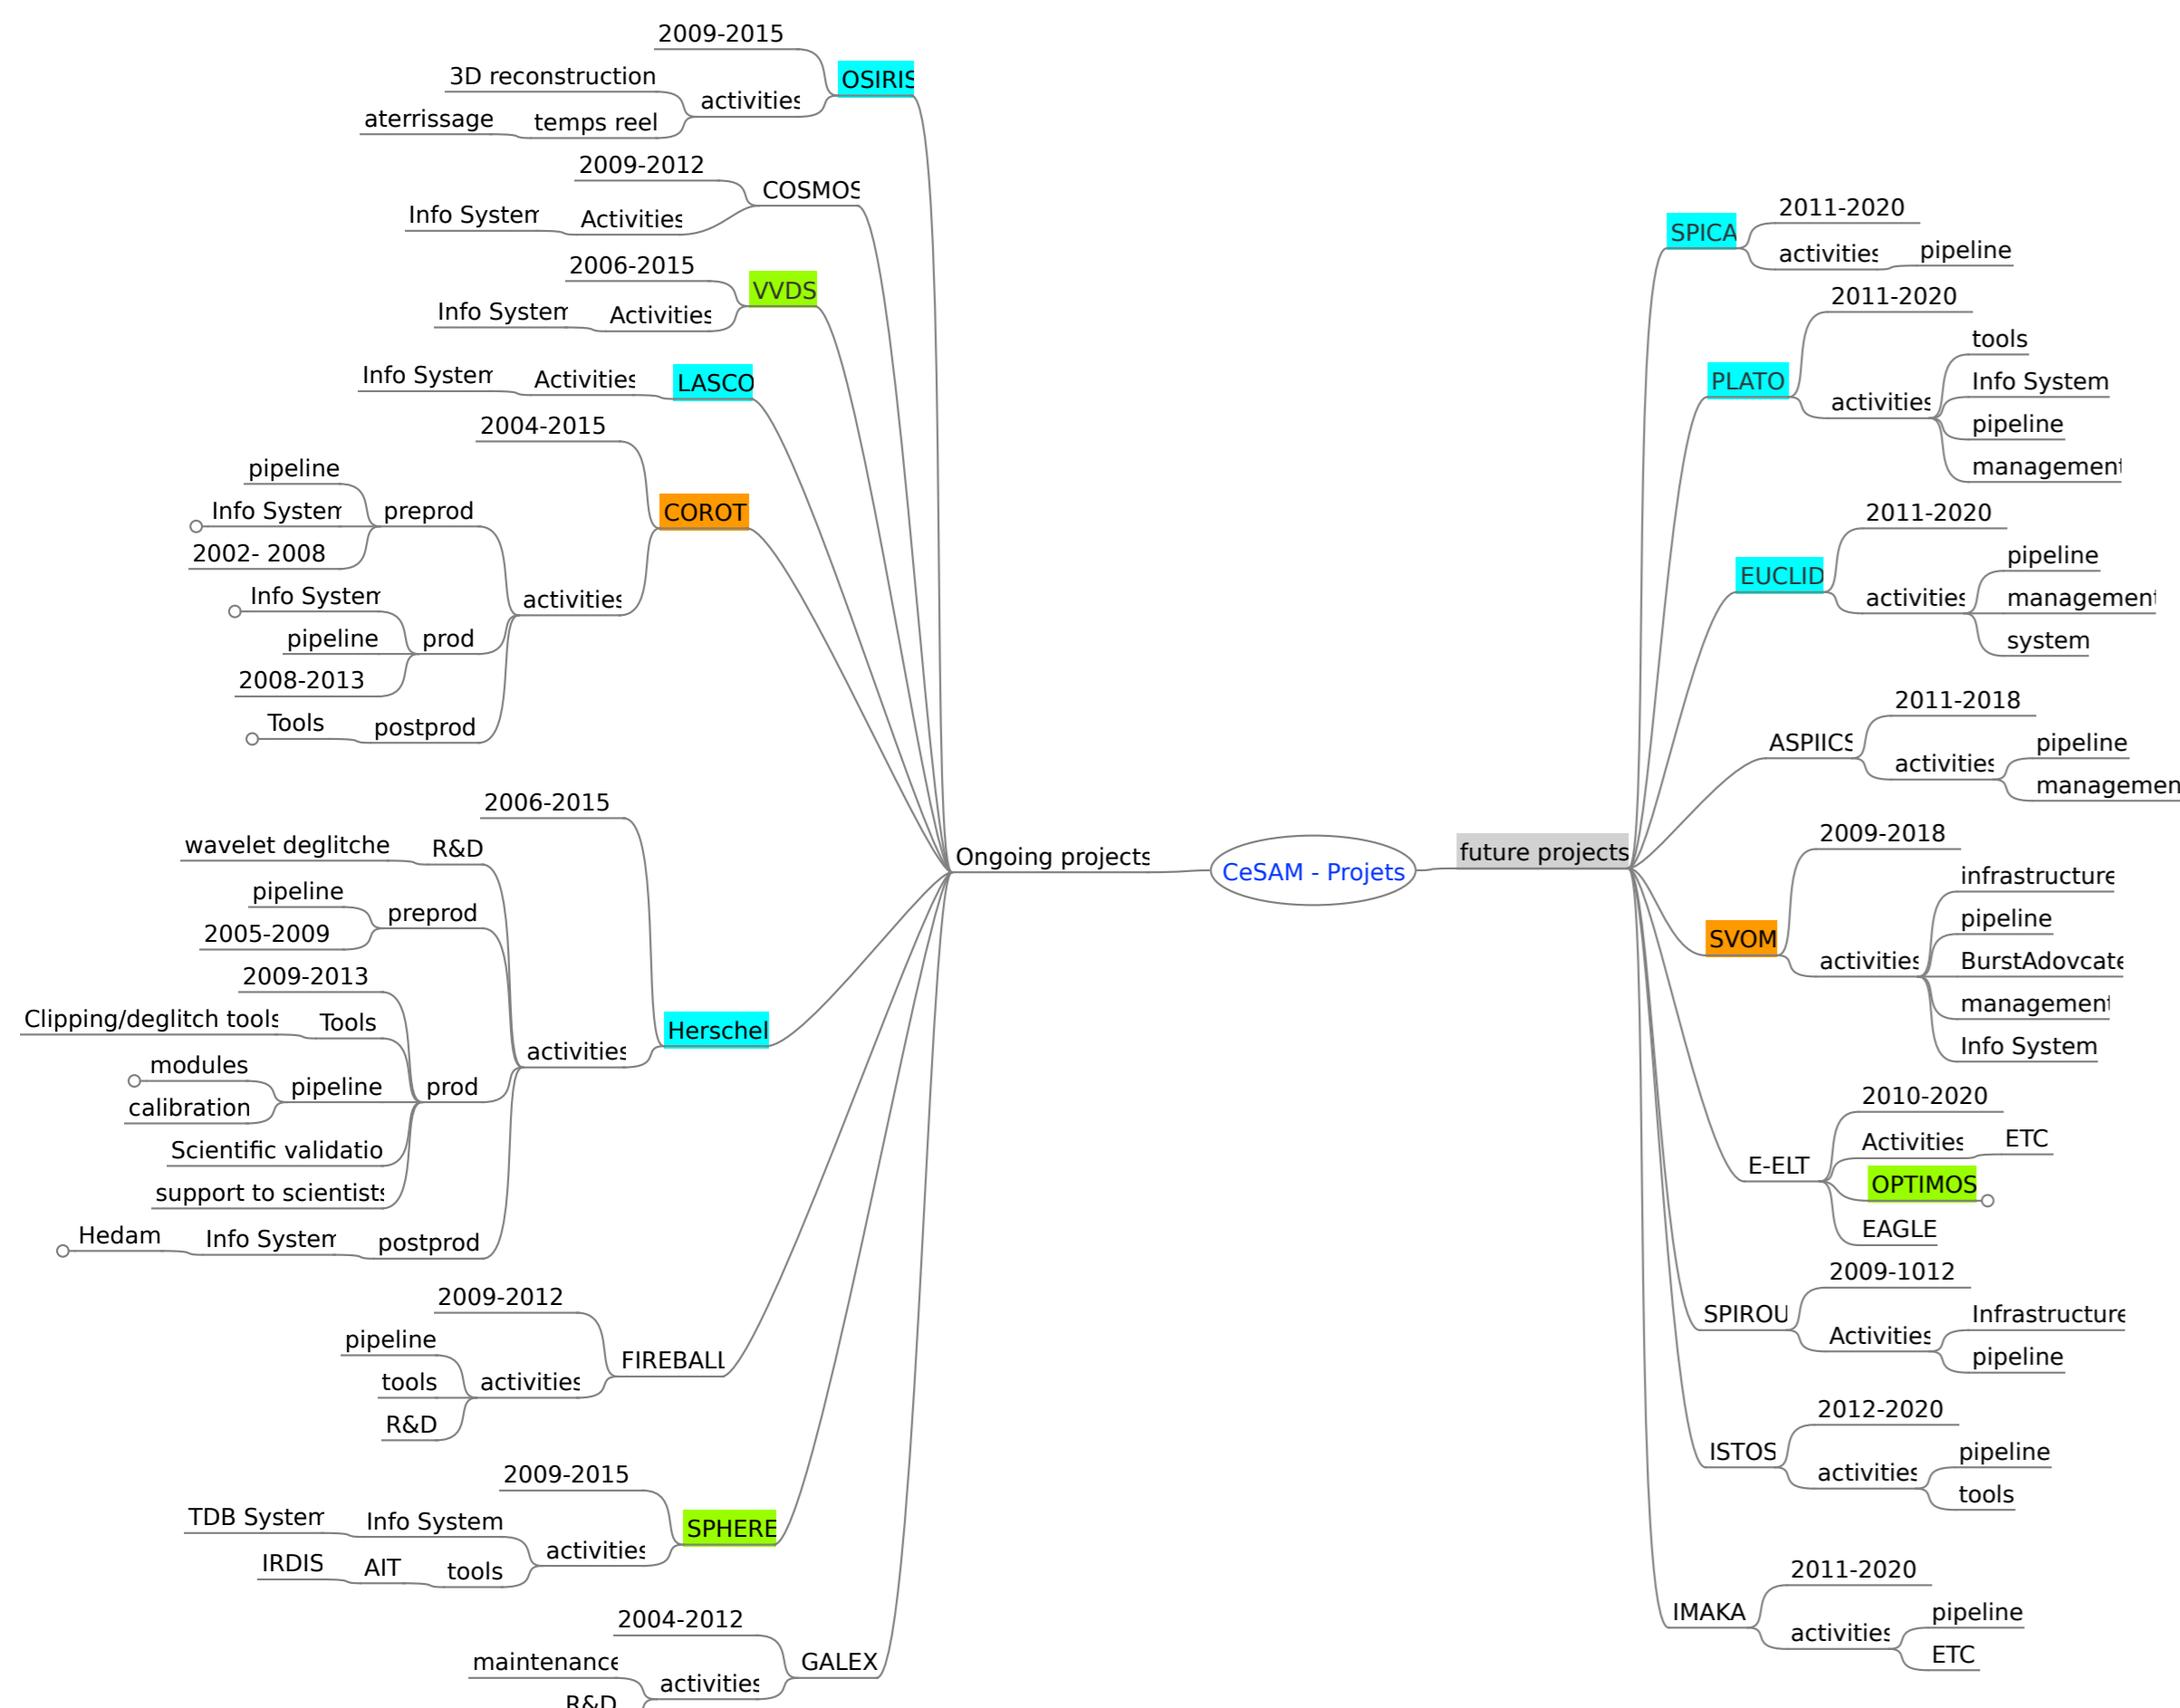 2009-2015
OSIRIS
3D reconstruction
activities
aterrissage
temps reel
2009-2012
COSMOS
Info System
Activities
2006-2015
VVDS
Info System
Activities
Info System
Activities
LASCO
2004-2015
COROT
pipeline
Info System
preprod
2002- 2008
activities
Info System
pipeline
prod
2008-2013
Tools
postprod
2006-2015
wavelet deglitche
R&D
pipeline
preprod
2005-2009
2009-2013
Clipping/deglitch tools
Tools
Herschel
activities
modules
pipeline
prod
calibration
Scientific validatio
support to scientists
Hedam
Info System
postprod
2009-2012
pipeline
FIREBALL
tools
activities
R&D
2009-2015
TDB System
Info System
SPHERE
activities
IRDIS
AIT
tools
2004-2012
maintenance
GALEX
activities
R&D
Ongoing projects
CeSAM - Projets
future projects
2011-2020
SPICA
activities
pipeline
2011-2020
tools
PLATO
Info System
activities
pipeline
management
2011-2020
pipeline
EUCLID
activities
management
system
2011-2018
ASPIICS
pipeline
activities
managemen
2009-2018
infrastructure
pipeline
SVOM
activities
BurstAdovcate
management
Info System
2010-2020
Activities
ETC
E-ELT
OPTIMOS
EAGLE
2009-1012
SPIROU
Infrastructure
Activities
pipeline
2012-2020
ISTOS
pipeline
activities
tools
2011-2020
IMAKA
pipeline
activities
ETC